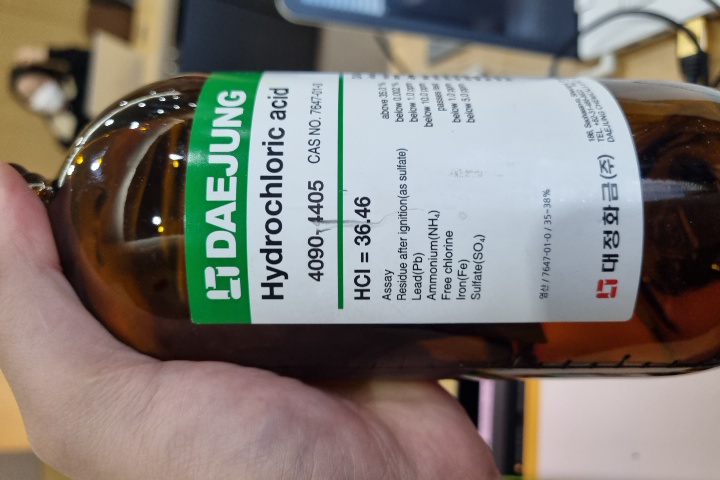 DAEJUNG
Hydrochloric acid
4090-4405 CAS NO. 7647-01-0
HCl = 36.46
Assay above 35.0 %
Residue after ignition(as sulfate) below 0.002 %
Lead(Pb) below 1.0 ppm
Ammonium(NH₄) below 10.0 ppm
Free chlorine passes test
Iron(Fe) below 1.0 ppm
Sulfate(SO₄) below 5.0 ppm
염산 / 7647-01-0 / 35~38%
대정화금(주)
186,
TEL.
DAEJUNG